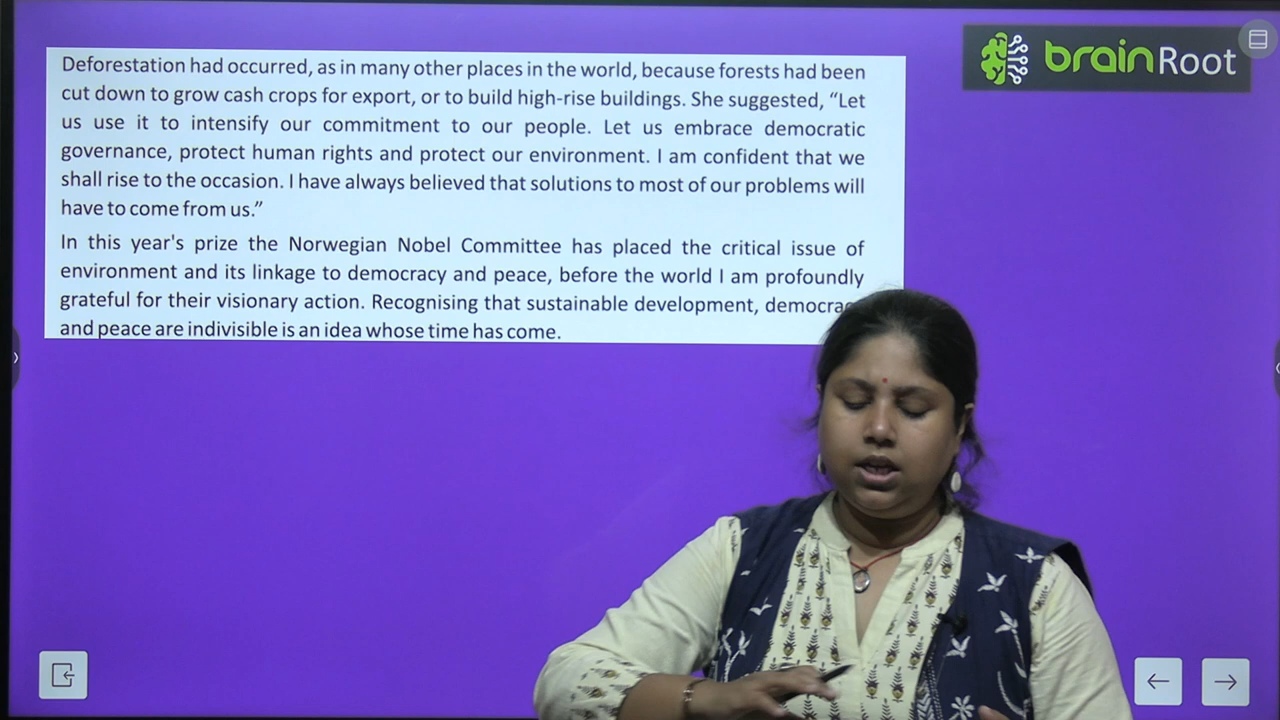 brainRoot
Deforestation had occurred, as in many other places in the world, because forests had been
cut down to grow cash crops for export, or to build high-rise buildings. She suggested, “Let
us use it to intensify our commitment to our people. Let us embrace democratic
governance, protect human rights and protect our environment. I am confident that we
shall rise to the occasion. I have always believed that solutions to most of our problems will
have to come from us.”
In this year's prize the Norwegian Nobel Committee has placed the critical issue of
environment and its linkage to democracy and peace, before the world I am profoundly
grateful for their visionary action. Recognising that sustainable development,
and peace are indivisible is an idea whose time has come.